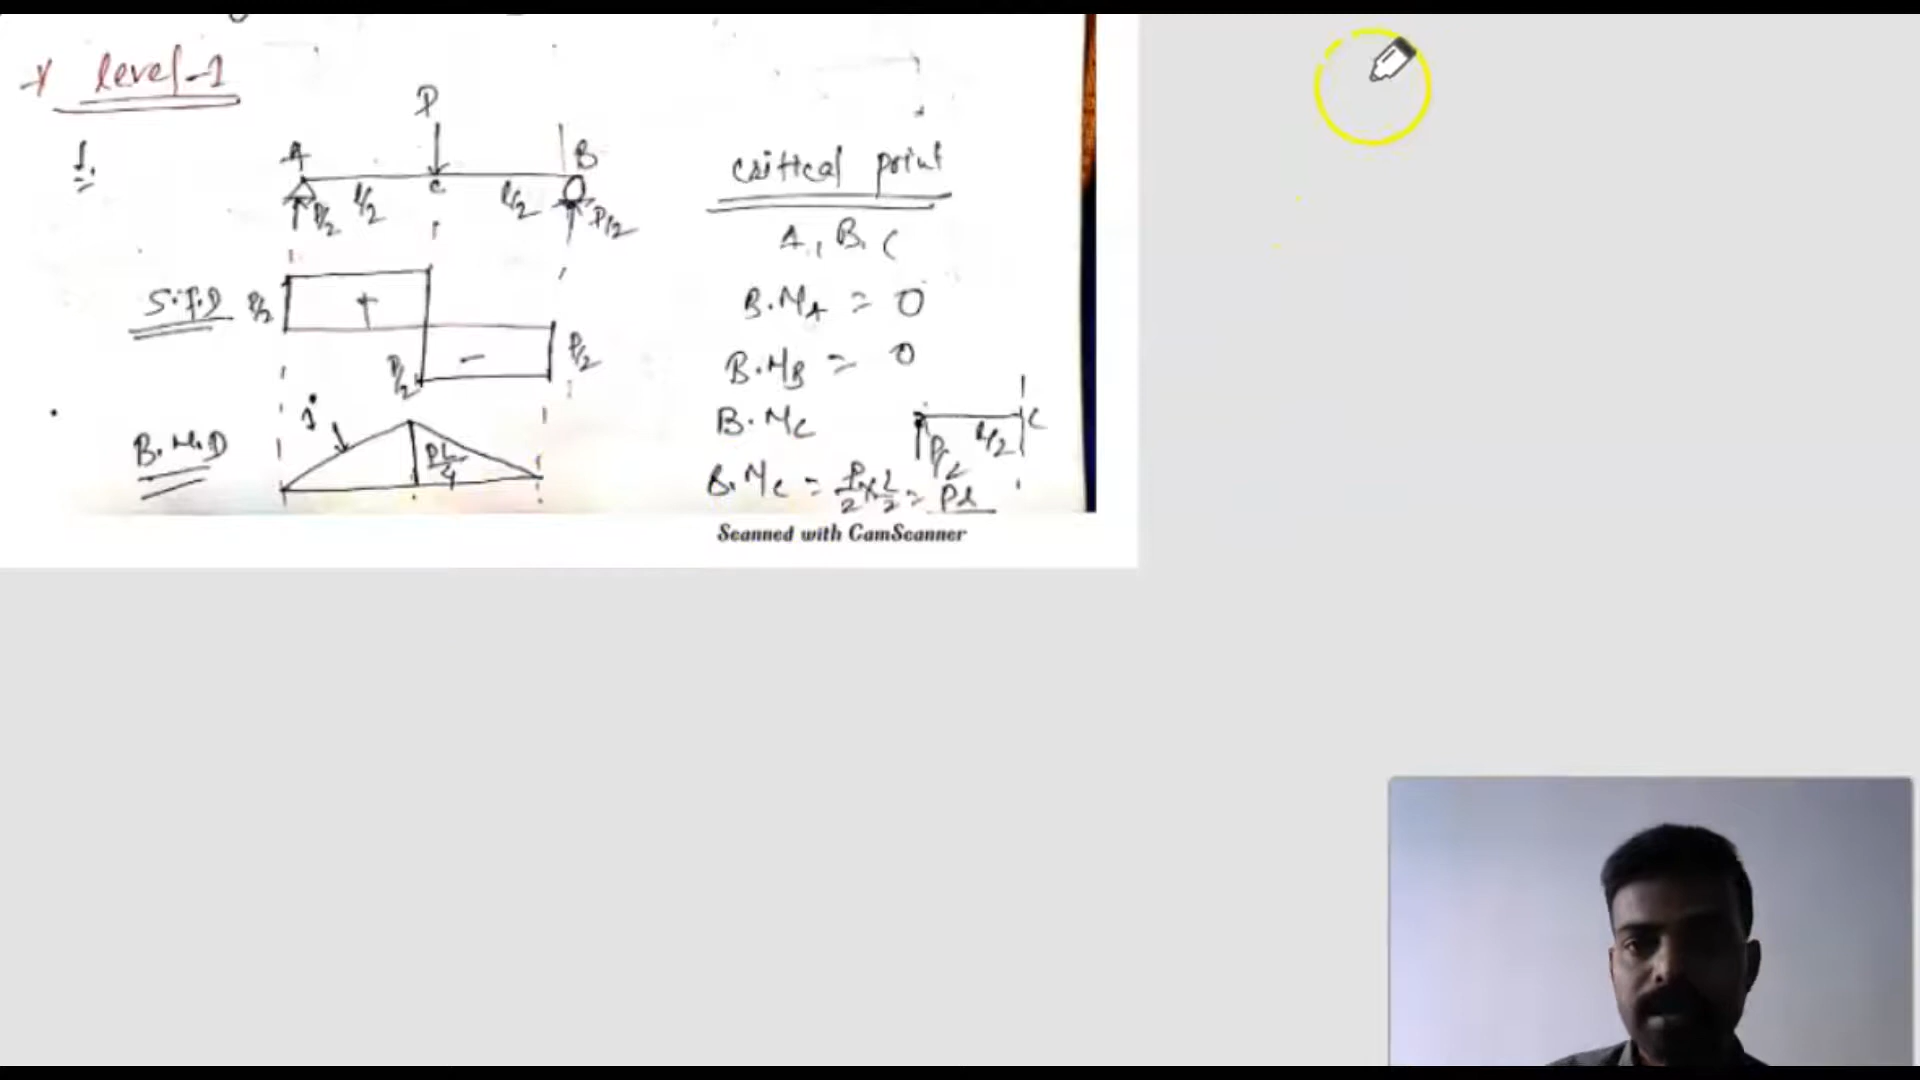 * level-1
1.
P
A
B
C
P/2
l/2
l/2
P/2
S.F.D
P/2
+
-
P/2
P/2
B.M.D
1°
PL/4
critical point
A, B, C
B.M_A = 0
B.M_B = 0
B.M_C
P/2
l/2
C
B.M_C = P/2 × l/2 = Pl
Scanned with CamScanner